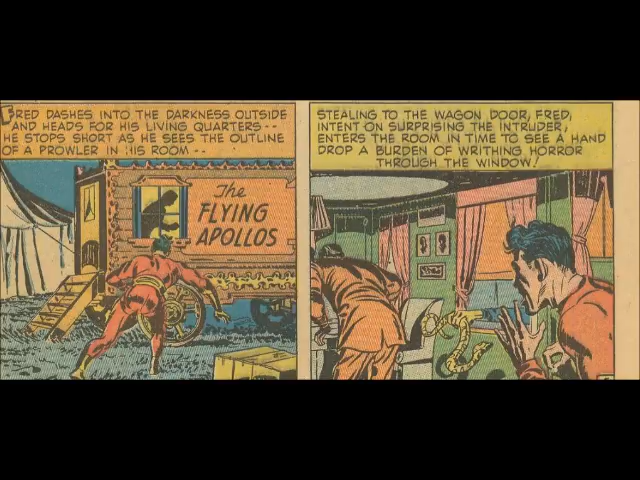 FRED DASHES INTO THE DARKNESS OUTSIDE
AND HEADS FOR HIS LIVING QUARTERS--
HE STOPS SHORT AS HE SEES THE OUTLINE
OF A PROWLER IN HIS ROOM--
The
FLYING
APOLLOS
STEALING TO THE WAGON DOOR, FRED,
INTENT ON SURPRISING THE INTRUDER,
ENTERS THE ROOM IN TIME TO SEE A HAND
DROP A BURDEN OF WRITHING HORROR
THROUGH THE WINDOW!